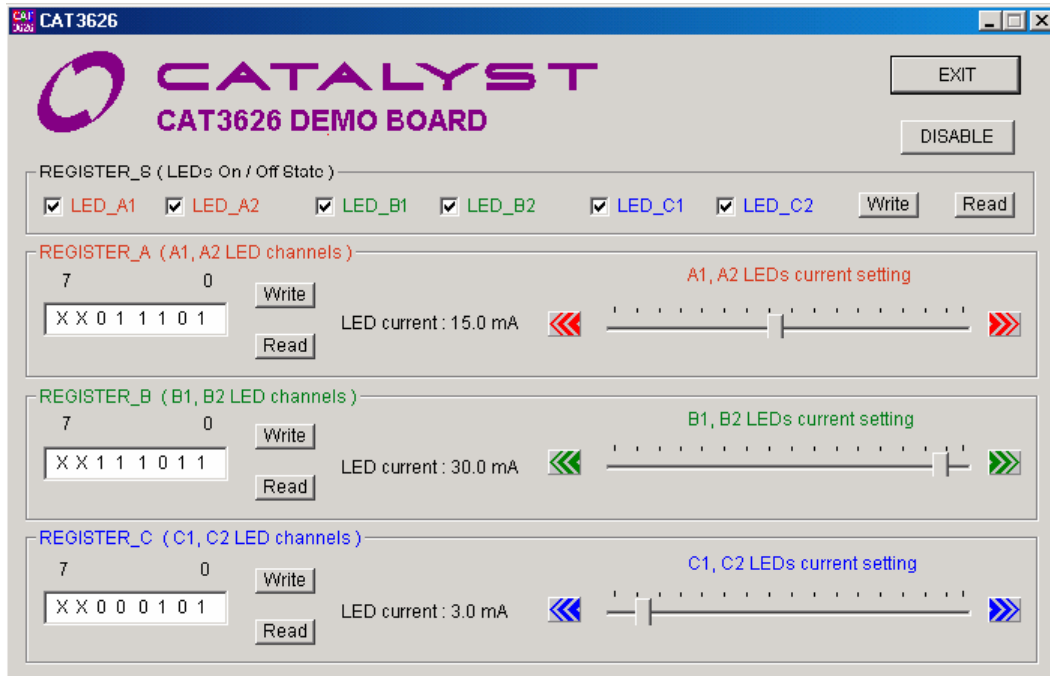 CAT3626
CAT
3626
CATALYST
CAT3626 DEMO BOARD
EXIT
DISABLE
REGISTER_S ( LEDs On / Off State )
LED_A1 LED_A2 LED_B1 LED_B2 LED_C1 LED_C2 Write Read
REGISTER_A ( A1, A2 LED channels )
7 0
X X 0 1 1 1 0 1
Write
Read
LED current : 15.0 mA
A1, A2 LEDs current setting
REGISTER_B ( B1, B2 LED channels )
7 0
X X 1 1 1 0 1 1
Write
Read
LED current : 30.0 mA
B1, B2 LEDs current setting
REGISTER_C ( C1, C2 LED channels )
7 0
X X 0 0 0 1 0 1
Write
Read
LED current : 3.0 mA
C1, C2 LEDs current setting